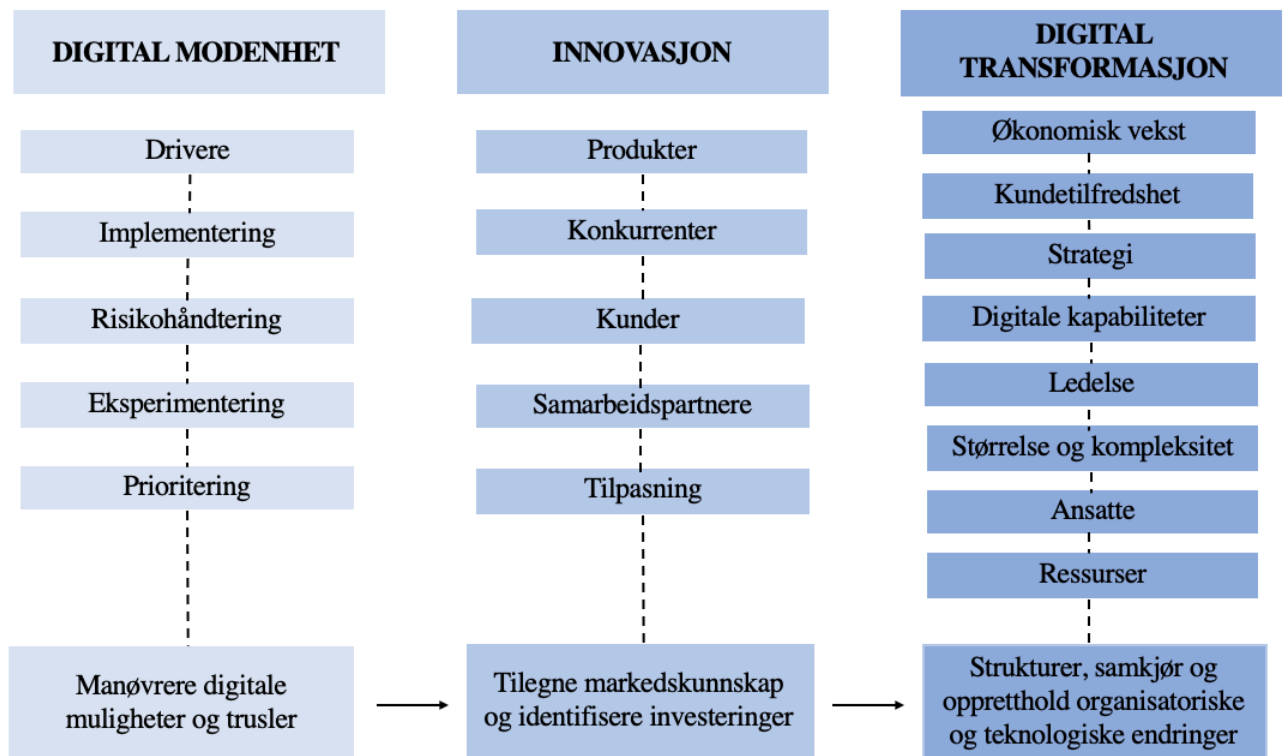 DIGITAL MODENHET
Drivere
Implementering
Risikohåndtering
Eksperimentering
Prioritering
Manøvrere digitale
muligheter og trusler
INNOVASJON
Produkter
Konkurrenter
Kunder
Samarbeidspartnere
Tilpasning
Tilegne markedskunnskap
og identifisere investeringer
DIGITAL
TRANSFORMASJON
Økonomisk vekst
Kundetilfredshet
Strategi
Digitale kapabiliteter
Ledelse
Størrelse og kompleksitet
Ansatte
Ressurser
Strukturer, samkjør og
oppretthold organisatoriske
og teknologiske endringer